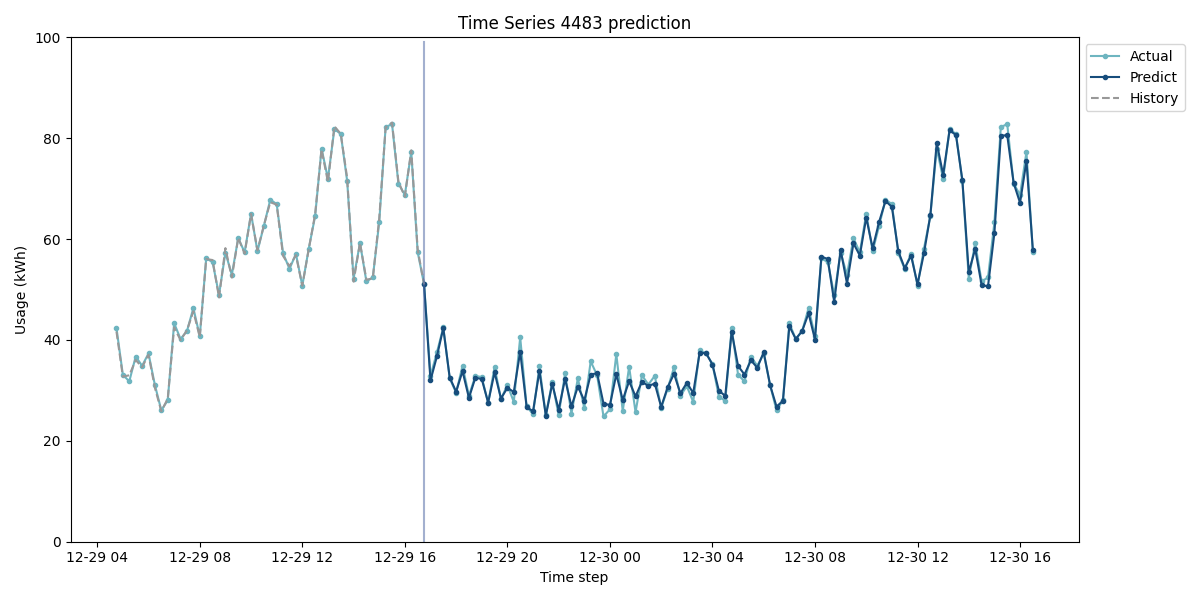 Time Series 4483 prediction
100
80
60
40
20
0
Usage (kWh)
12-29 04
12-29 08
12-29 12
12-29 16
12-29 20
12-30 00
12-30 04
12-30 08
12-30 12
12-30 16
Time step
Actual
Predict
History